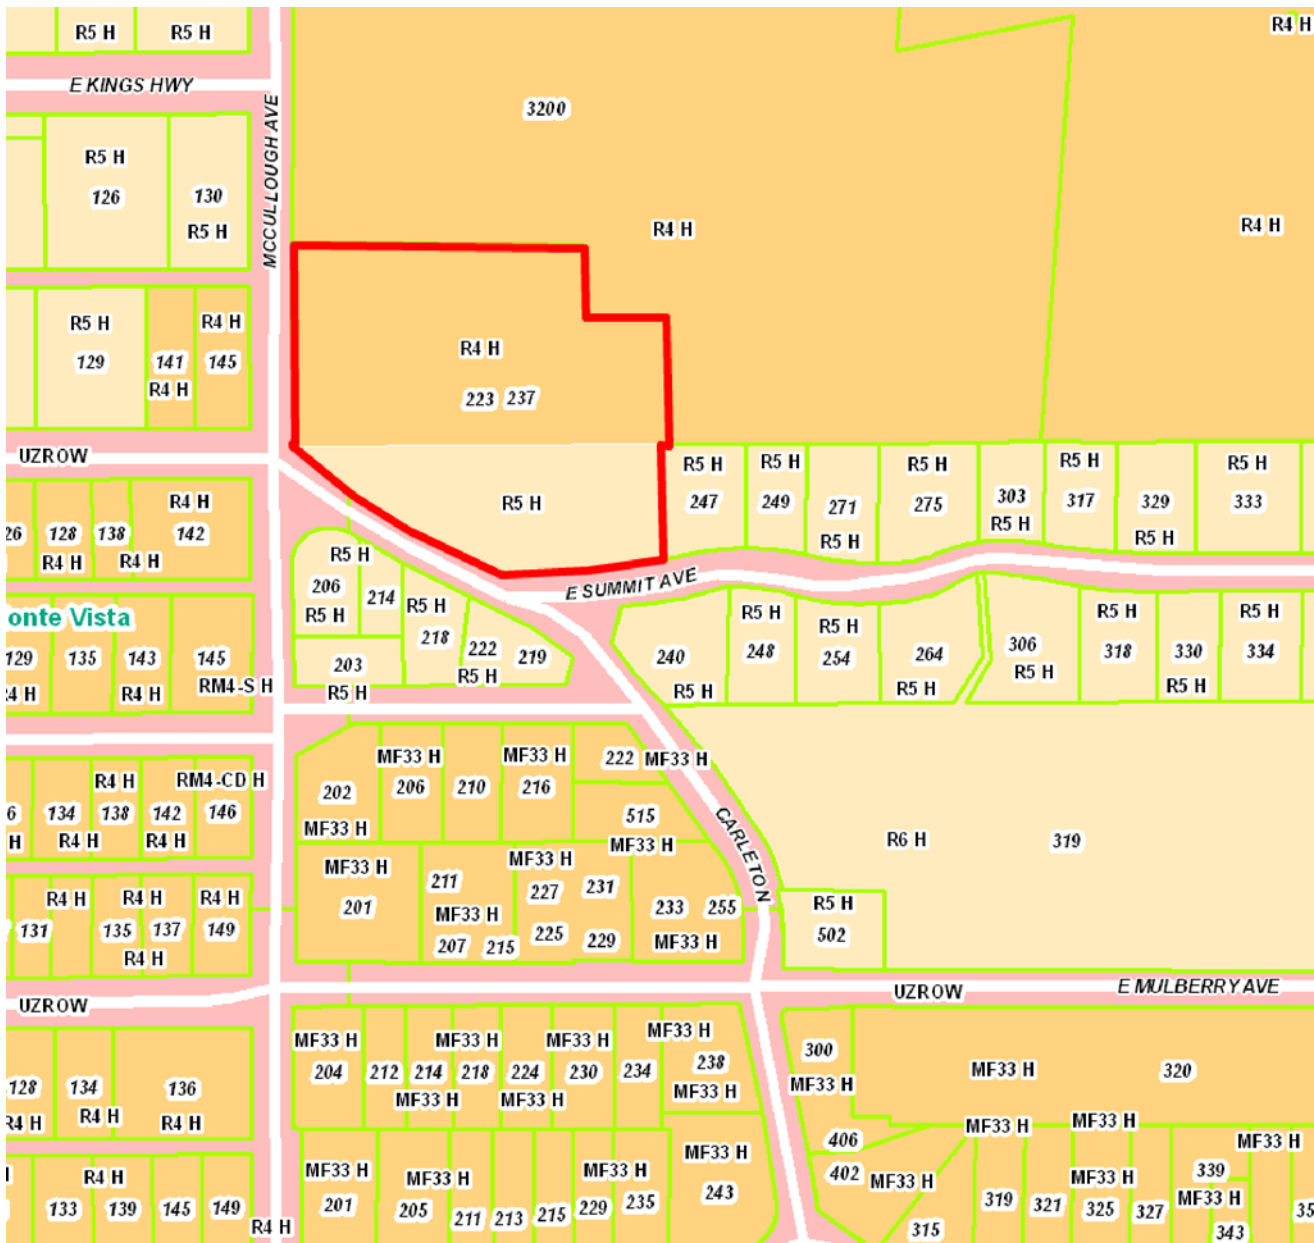 R5 H
R5 H
R4 H
E KINGS HWY
MCCULLOUGH AVE
3200
R5 H
126
130
R5 H
R4 H
R4 H
R5 H
129
R4 H
141
145
R4 H
R4 H
223
237
UZROW
R5 H
R5 H
247
R5 H
249
271
R5 H
R5 H
275
303
R5 H
R5 H
317
329
R5 H
R5 H
333
26
128
R4 H
138
R4 H
R4 H
142
R5 H
206
R5 H
214
R5 H
218
222
R5 H
219
203
R5 H
E SUMMIT AVE
onte Vista
129
R4 H
135
143
R4 H
145
RM4-S H
240
R5 H
R5 H
248
R5 H
254
264
R5 H
306
R5 H
R5 H
318
330
R5 H
R5 H
334
6
H
134
R4 H
R4 H
138
142
R4 H
RM4-CD H
146
202
MF33 H
MF33 H
206
210
MF33 H
216
222
MF33 H
515
MF33 H
CARLETON
R6 H
319
131
R4 H
R4 H
135
137
R4 H
R4 H
149
MF33 H
201
211
MF33 H
207
215
MF33 H
227
231
225
229
233
255
MF33 H
R5 H
502
UZROW
UZROW
E MULBERRY AVE
128
R4 H
134
R4 H
136
R4 H
MF33 H
204
212
214
MF33 H
MF33 H
218
224
MF33 H
MF33 H
230
234
MF33 H
238
MF33 H
300
MF33 H
MF33 H
320
133
R4 H
139
145
149
R4 H
MF33 H
201
MF33 H
205
211
213
215
229
MF33 H
235
MF33 H
243
406
402
MF33 H
315
MF33 H
319
321
MF33 H
MF33 H
325
327
339
MF33 H
343
MF33 H
35